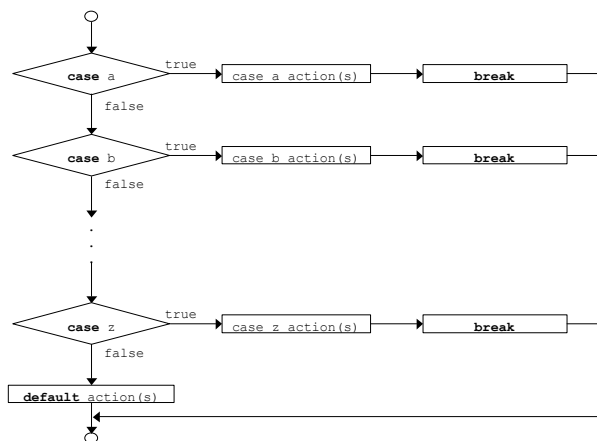 true
case a
case a action(s)
break
false
true
case b
case b action(s)
break
false
.
.
.
true
case z
case z action(s)
break
false
default action(s)